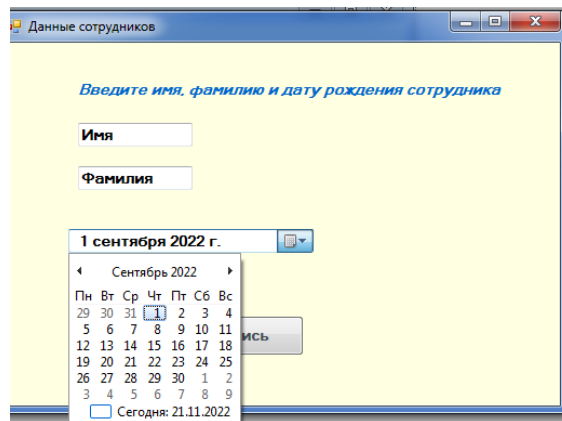 Данные сотрудников
Введите имя, фамилию и дату рождения сотрудника
Имя
Фамилия
1 сентября 2022 г.
Сентябрь 2022
Пн Вт Ср Чт Пт Сб Вс
29 30 31 1 2 3 4
5 6 7 8 9 10 11
12 13 14 15 16 17 18
19 20 21 22 23 24 25
26 27 28 29 30 1 2
3 4 5 6 7 8 9
Сегодня: 21.11.2022